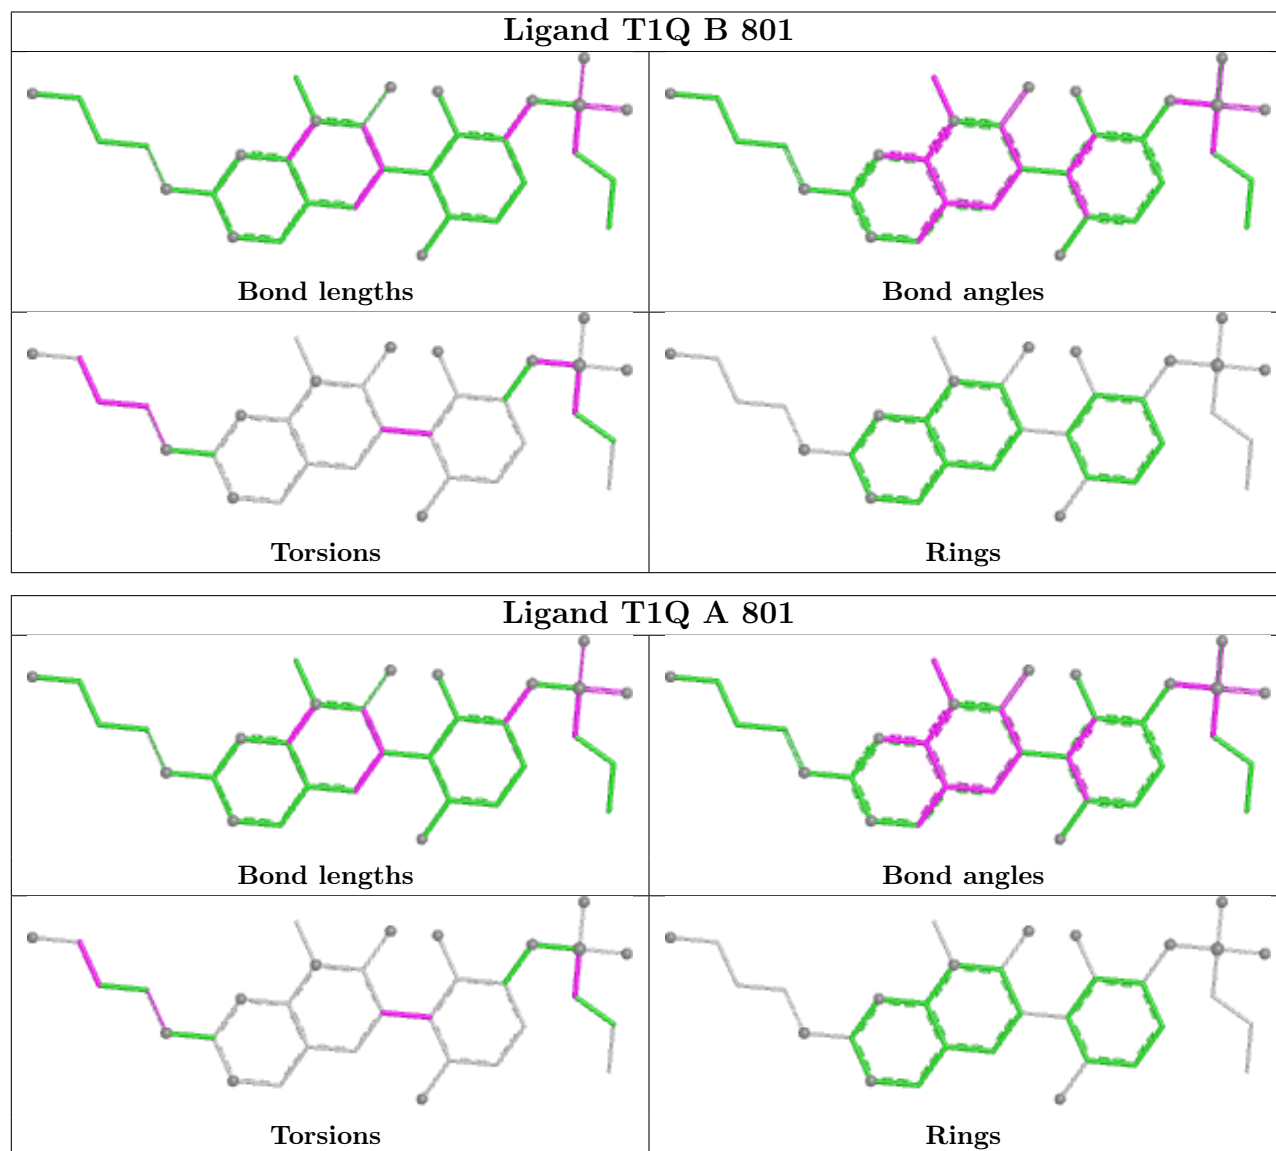 Ligand T1Q B 801
Bond lengths
Bond angles
Torsions
Rings
Ligand T1Q A 801
Bond lengths
Bond angles
Torsions
Rings